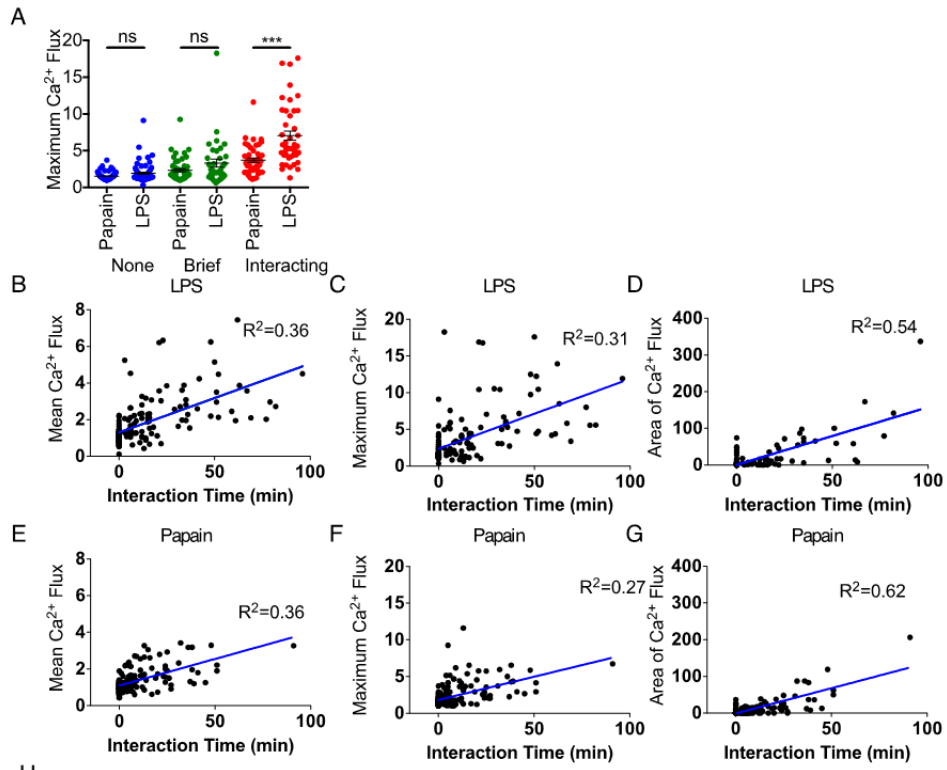 A
Maximum Ca²⁺ Flux
20
15
10
5
0
ns
ns
***
Papain
LPS
Papain
LPS
Papain
LPS
None
Brief
Interacting
B
LPS
Mean Ca²⁺ Flux
8
6
4
2
0
R²=0.36
0
50
100
Interaction Time (min)
C
LPS
Maximum Ca²⁺ Flux
20
15
10
5
0
R²=0.31
0
50
100
Interaction Time (min)
D
LPS
Area of Ca²⁺ Flux
400
300
200
100
0
R²=0.54
0
50
100
Interaction Time (min)
E
Papain
Mean Ca²⁺ Flux
8
6
4
2
0
R²=0.36
0
50
100
Interaction Time (min)
F
Papain
Maximum Ca²⁺ Flux
20
15
10
5
0
R²=0.27
0
50
100
Interaction Time (min)
G
Papain
Area of Ca²⁺ Flux
400
300
200
100
0
R²=0.62
0
50
100
Interaction Time (min)